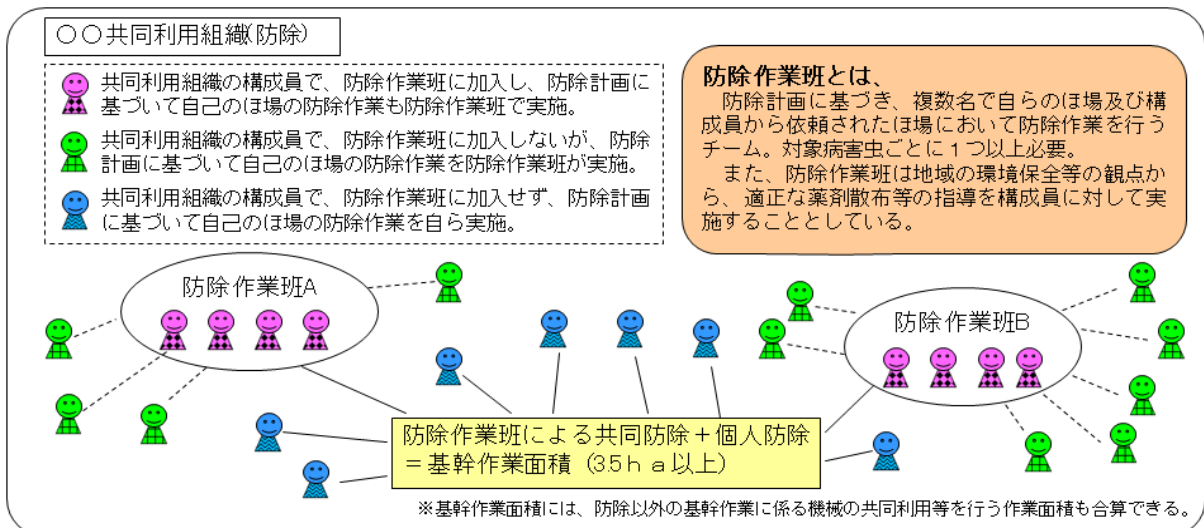 ○○共同利用組織(防除)
共同利用組織の構成員で、防除作業班に加入し、防除計画に
基づいて自己のほ場の防除作業も防除作業班で実施。
共同利用組織の構成員で、防除作業班に加入しないが、防除
計画に基づいて自己のほ場の防除作業を防除作業班が実施。
共同利用組織の構成員で、防除作業班に加入せず、防除計画
に基づいて自己のほ場の防除作業を自ら実施。
防除作業班とは、
防除計画に基づき、複数名で自らのほ場及び構
成員から依頼されたほ場において防除作業を行う
チーム。対象病害虫ごとに1つ以上必要。
また、防除作業班は地域の環境保全等の観点か
ら、適正な薬剤散布等の指導を構成員に対して実
施することとしている。
防除作業班A
防除作業班B
防除作業班による共同防除+個人防除
=基幹作業面積(3.5ha以上)
※基幹作業面積には、防除以外の基幹作業に係る機械の共同利用等を行う作業面積も合算できる。